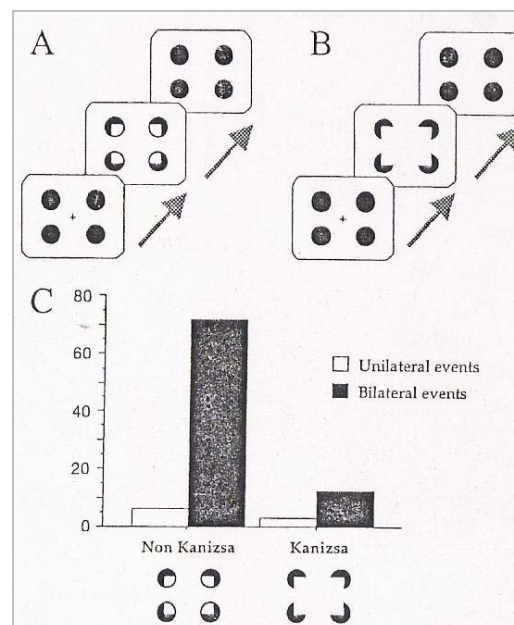 A
B
C
80
60
40
20
0
Unilateral events
Bilateral events
Non Kanizsa
Kanizsa